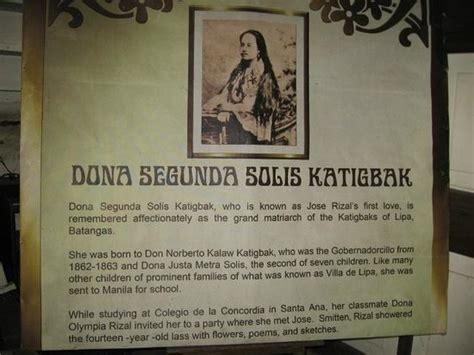 DONA SEGUNDA SOLIS KATIGBAK
Dona Segunda Solis Katigbak, who is known as Jose Rizal's first love, is
remembered affectionately as the grand matriarch of the Katigbaks of Lipa,
Batangas.
She was born to Don Norberto Kalaw Katigbak, who was the Gobernadorcillo from
1862-1863 and Dona Justa Metra Solis, the second of seven children. Like many
other children of prominent families of what was known as Villa de Lipa, she was
sent to Manila for school.
While studying at Colegio de la Concordia in Santa Ana, her classmate Dona
Olympia Rizal invited her to a party where she met Jose. Smitten, Rizal showered
the fourteen -year -old lass with flowers, poems, and sketches.